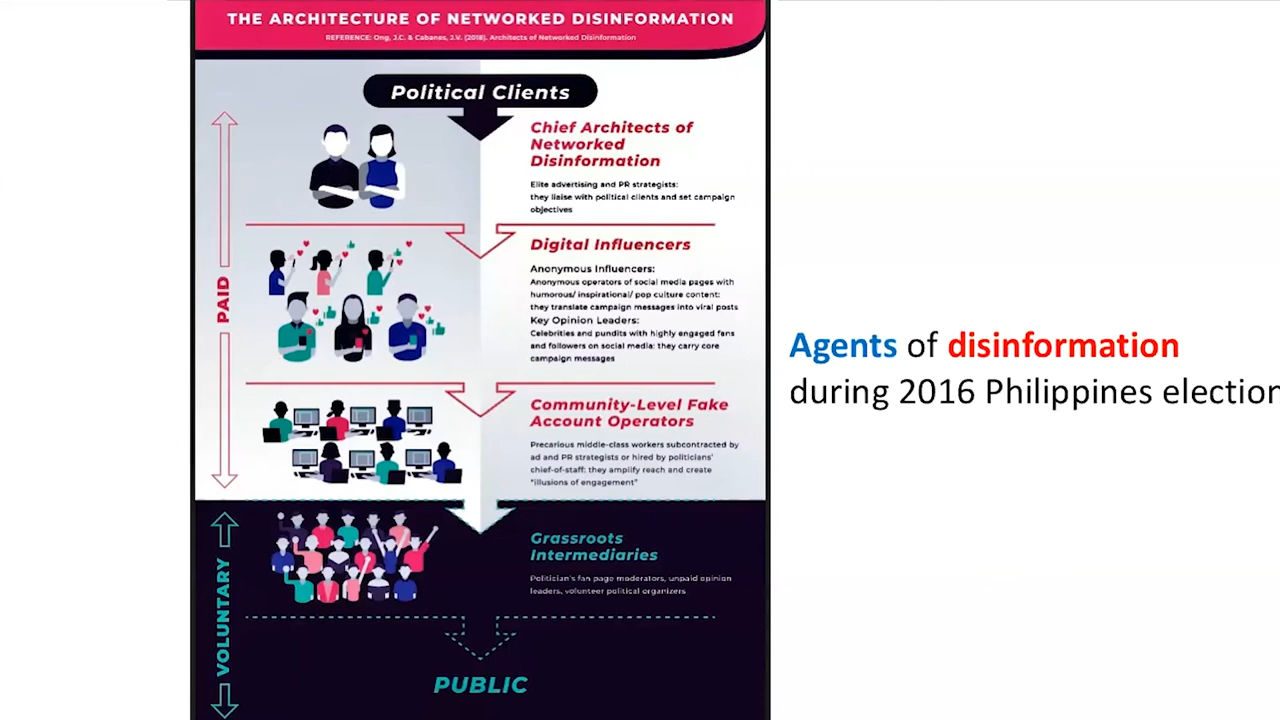 THE ARCHITECTURE OF NETWORKED DISINFORMATION
REFERENCE: Ong, J.C. & Cabanes, J.V. (2018). Architects of Networked Disinformation
Political Clients
Chief Architects of
Networked
Disinformation
Elite advertising and PR strategists:
they liaise with political clients and set campaign
objectives
Digital Influencers
Anonymous Influencers:
Anonymous operators of social media pages with
humorous/ inspirational/ pop culture content:
they translate campaign messages into viral posts
Key Opinion Leaders:
Celebrities and pundits with highly engaged fans
and followers on social media: they carry core
campaign messages
PAID
Community-Level Fake
Account Operators
Precarious middle-class workers subcontracted by
ad and PR strategists or hired by politicians'
chief-of-staff: they amplify reach and create
"illusions of engagement"
Grassroots
Intermediaries
Politician's fan page moderators, unpaid opinion
leaders, volunteer political organizers
VOLUNTARY
PUBLIC
Agents of disinformation
during 2016 Philippines election